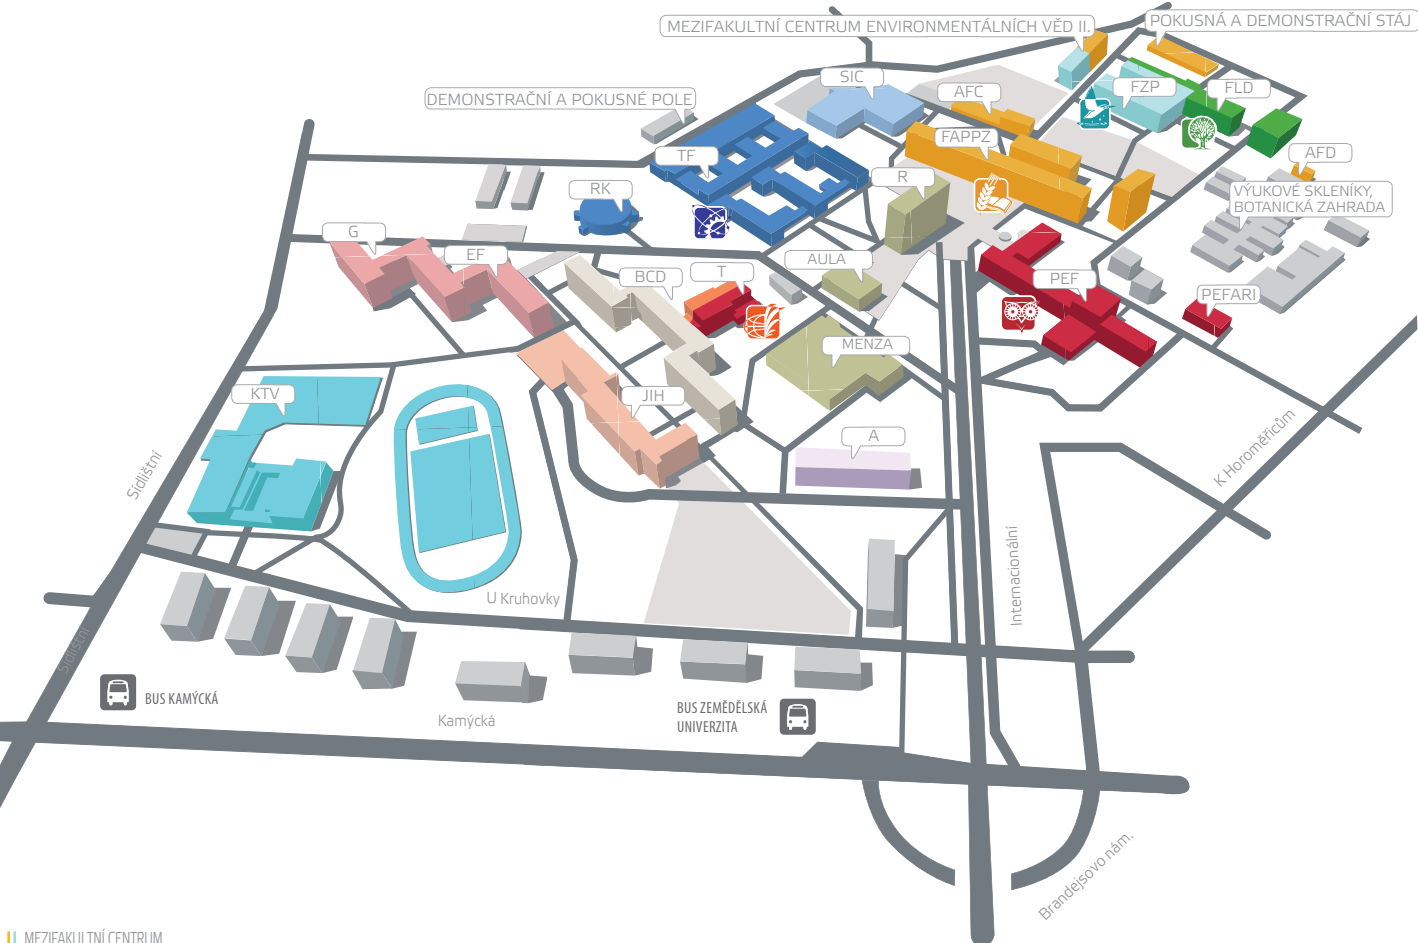 MEZIFAKULTNÍ CENTRUM ENVIRONMENTÁLNÍCH VĚD II.
POKUSNÁ A DEMONSTRAČNÍ STÁJ
SIC
AFC
FZP
FLD
DEMONSTRAČNÍ A POKUSNÉ POLE
FAPPZ
TF
AFD
R
RK
VÝUKOVÉ SKLENÍKY,
BOTANICKÁ ZAHRADA
G
EF
BCD
T
AULA
PEF
PEFARI
MENZA
KTV
JIH
A
Sídlištní
K Horoměřicům
Internacionální
U Kruhovky
Sídlištní
BUS KAMÝCKÁ
Kamýcká
BUS ZEMĚDĚLSKÁ
UNIVERZITA
Brandejsovo nám.
MEZIFAKULTNÍ CENTRUM